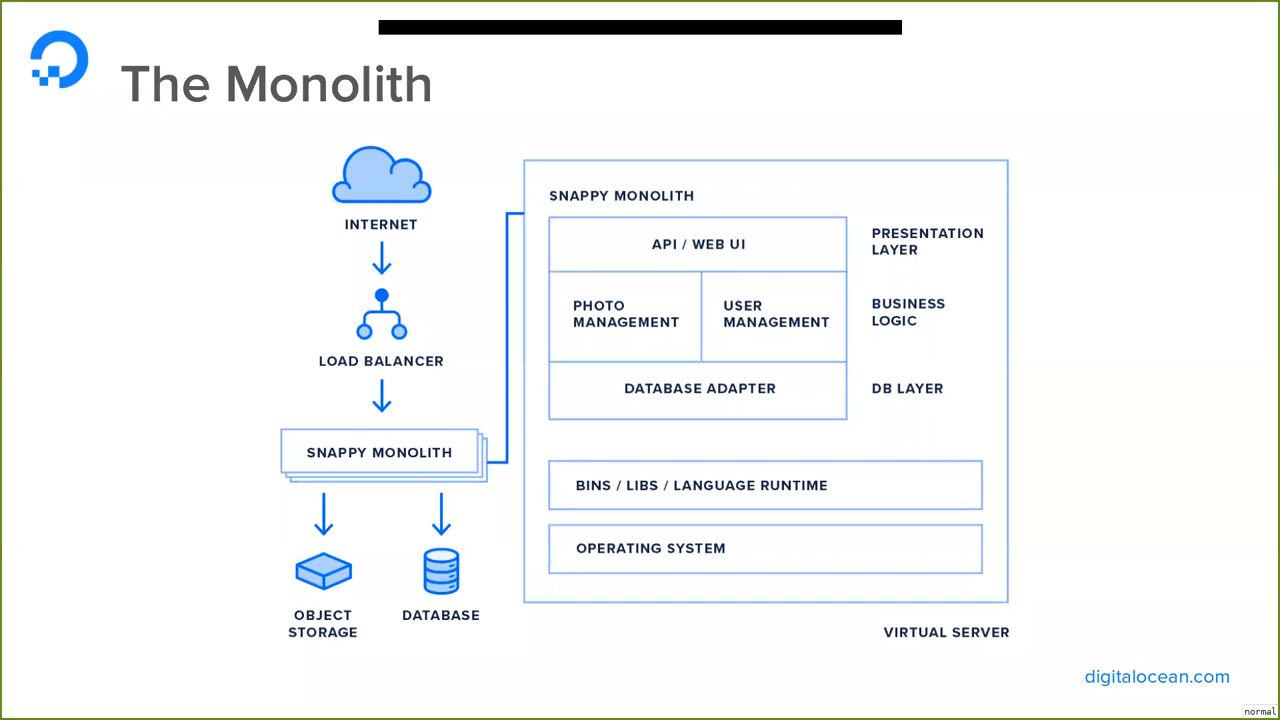 The Monolith
INTERNET
LOAD BALANCER
SNAPPY MONOLITH
OBJECT
STORAGE
DATABASE
SNAPPY MONOLITH
API / WEB UI
PRESENTATION
LAYER
PHOTO
MANAGEMENT
USER
MANAGEMENT
BUSINESS
LOGIC
DATABASE ADAPTER
DB LAYER
BINS / LIBS / LANGUAGE RUNTIME
OPERATING SYSTEM
VIRTUAL SERVER
digitalocean.com
normal